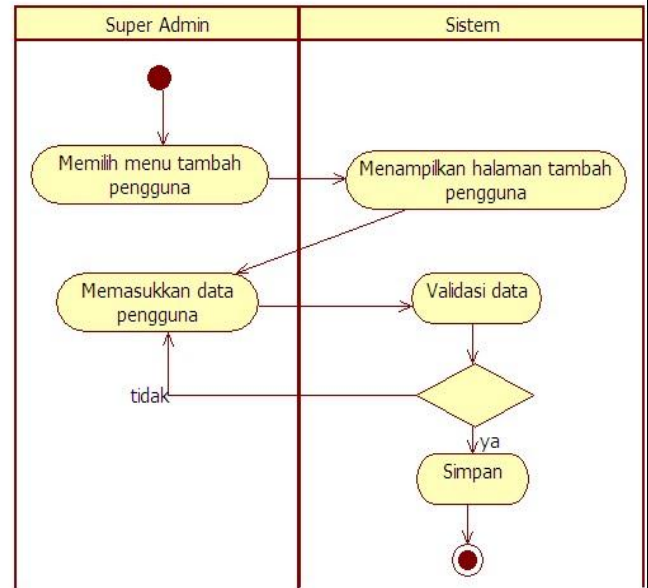 Super Admin
Sistem
Memilih menu tambah
pengguna
Menampilkan halaman tambah
pengguna
Memasukkan data
pengguna
Validasi data
tidak
ya
Simpan